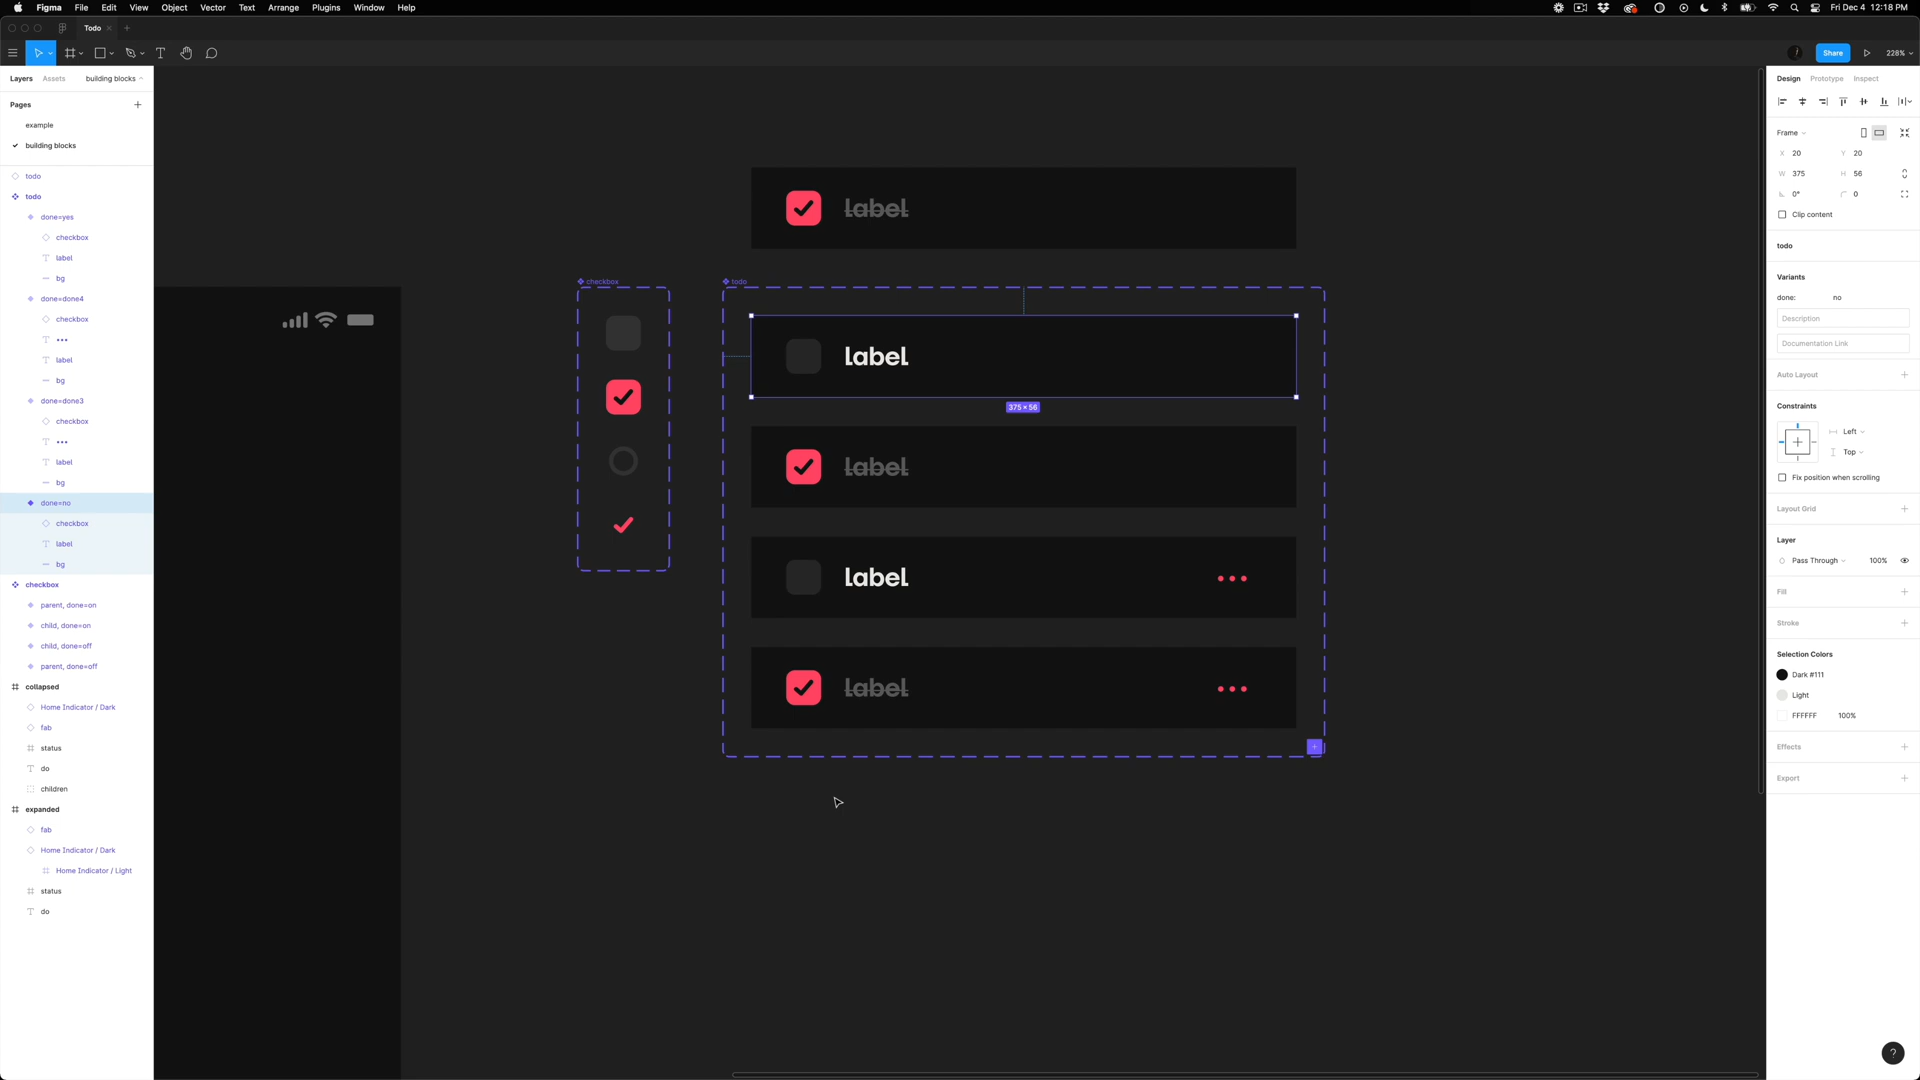 Figma File Edit View Object Vector Text Arrange Plugins Window Help
Fri Dec 4 12:18 PM
Todo
Share
228%
Layers Assets building blocks
Pages
example
building blocks
todo
todo
done=yes
checkbox
label
bg
done=done4
checkbox
•••
label
bg
done=done3
checkbox
•••
label
bg
done=no
checkbox
label
bg
checkbox
parent, done=on
child, done=on
child, done=off
parent, done=off
collapsed
Home Indicator / Dark
fab
status
do
children
expanded
fab
Home Indicator / Dark
Home Indicator / Light
status
do
label
checkbox
todo
label
375 × 56
label
label
label
Design Prototype Inspect
Frame
X 20 Y 20
W 375 H 56
0° 0
Clip content
todo
Variants
done: no
Description
Documentation Link
Auto Layout
Constraints
Left
Top
Fix position when scrolling
Layout Grid
Layer
Pass Through 100%
Fill
Stroke
Selection Colors
Dark #111
Light
FFFFFF 100%
Effects
Export
?